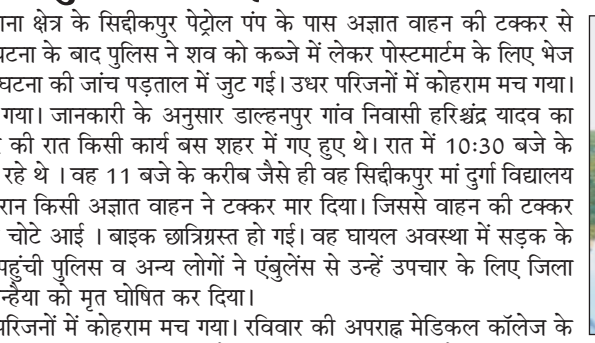 ाना क्षेत्र के सिद्दीकपुर पेट्रोल पंप के पास अज्ञात वाहन की टक्कर से
घटना के बाद पुलिस ने शव को कब्जे में लेकर पोस्टमार्टम के लिए भेज
घटना की जांच पड़ताल में जुट गई। उधर परिजनों में कोहराम मच गया।
गया। जानकारी के अनुसार डाल्हनपुर गांव निवासी हरिश्चंद्र यादव का
की रात किसी कार्य बस शहर में गए हुए थे। रात में 10:30 बजे के
रहे थे । वह 11 बजे के करीब जैसे ही वह सिद्दीकपुर मां दुर्गा विद्यालय
रान किसी अज्ञात वाहन ने टक्कर मार दिया। जिससे वाहन की टक्कर
चोटे आई । बाइक छात्रिग्रस्त हो गई। वह घायल अवस्था में सड़क के
पहुंची पुलिस व अन्य लोगों ने एंबुलेंस से उन्हें उपचार के लिए जिला
न्हैया को मृत घोषित कर दिया।
परिजनों में कोहराम मच गया। रविवार की अपराह्न मेडिकल कॉलेज के